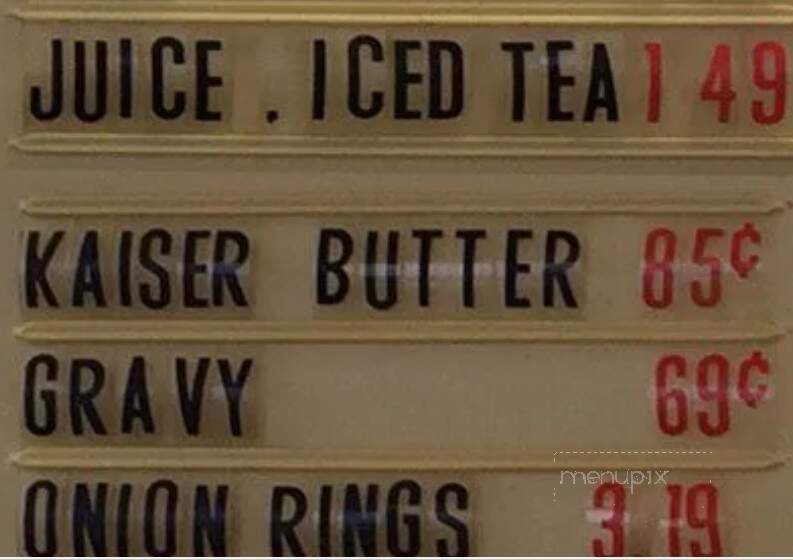 JUICE . ICED TEA 1 49
KAISER BUTTER 85¢
GRAVY 69¢
menupix
ONION RINGS 3 19